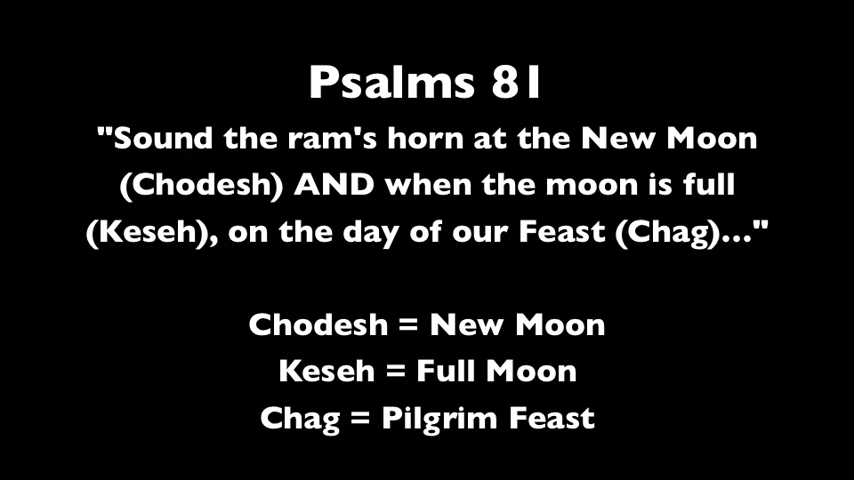 Psalms 81
"Sound the ram's horn at the New Moon
(Chodesh) AND when the moon is full
(Keseh), on the day of our Feast (Chag)..."
Chodesh = New Moon
Keseh = Full Moon
Chag = Pilgrim Feast